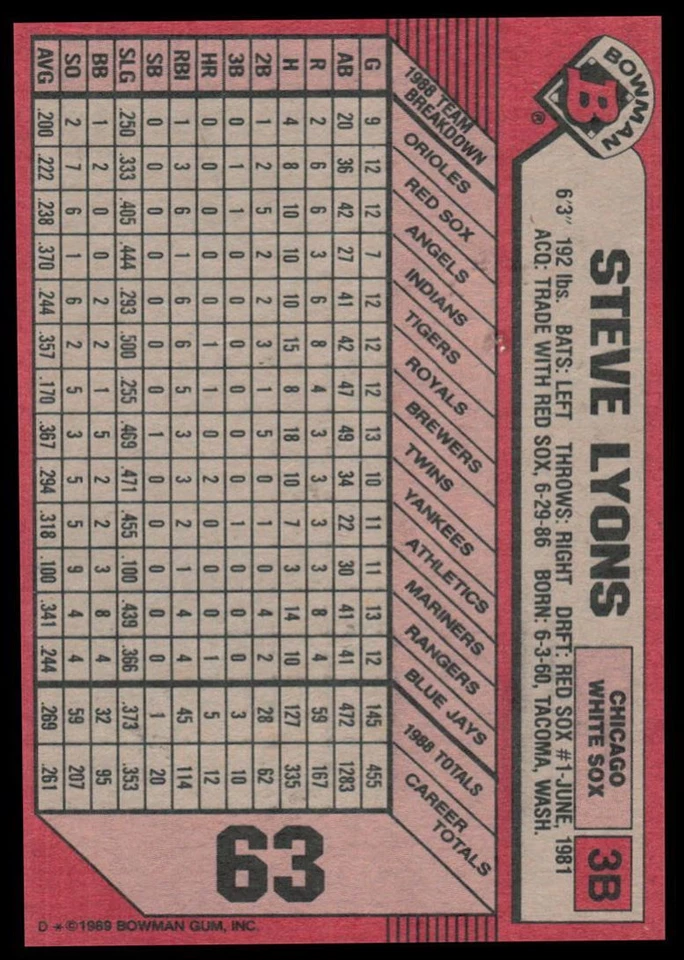 BOWMAN
B
®
STEVE LYONS
CHICAGO
WHITE SOX
3B
6'3" 192 lbs. BATS: LEFT THROWS: RIGHT DRFT: RED SOX #1-JUNE, 1981
ACQ: TRADE WITH RED SOX, 6-29-86 BORN: 6-3-60, TACOMA, WASH.
1988 TEAM
BREAKDOWN
ORIOLES
RED SOX
ANGELS
INDIANS
TIGERS
ROYALS
BREWERS
TWINS
YANKEES
ATHLETICS
MARINERS
RANGERS
BLUE JAYS
1988 TOTALS
CAREER
TOTALS
G 9 12 12 7 12 12 12 13 10 11 11 13 12 145 455
AB 20 36 42 27 41 42 47 49 34 22 30 41 41 472 1283
R 2 6 6 3 6 8 4 3 3 3 3 8 4 59 167
H 4 8 10 10 10 15 8 18 10 7 3 14 10 127 335
2B 1 2 5 2 2 3 1 5 0 1 0 4 2 28 62
3B 0 1 1 0 0 0 0 0 0 1 0 0 0 3 10
HR 0 0 0 0 0 1 1 0 2 0 0 0 1 5 12
RBI 1 3 6 1 6 6 5 3 3 2 1 4 4 45 114
SB 0 0 0 0 0 0 0 1 0 0 0 0 0 1 20
SLG .250 .333 .405 .444 .293 .500 .255 .469 .471 .455 .100 .439 .366 .373 .353
BB 1 2 0 0 2 2 1 5 2 2 3 8 4 32 95
SO 2 7 6 1 6 2 5 3 5 5 9 4 4 59 207
AVG .200 .222 .238 .370 .244 .357 .170 .367 .294 .318 .100 .341 .244 .269 .261
63
D *©1989 BOWMAN GUM, INC.